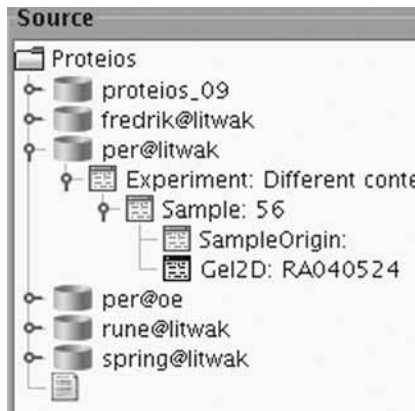 Source
Proteios
proteios_09
fredrik@litwak
per@litwak
Experiment: Different conte
Sample: 56
SampleOrigin:
Gel2D: RA040524
per@oe
rune@litwak
spring@litwak